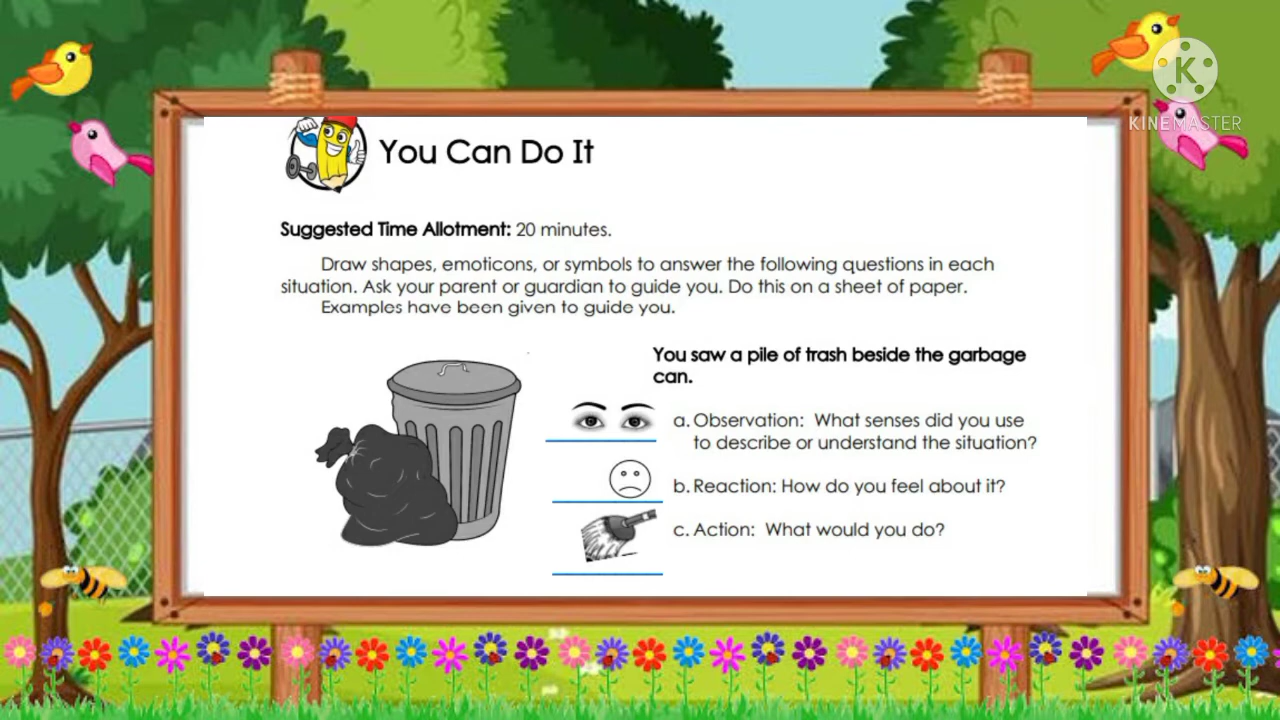 KINEMASTER
You Can Do It
Suggested Time Allotment: 20 minutes.
Draw shapes, emoticons, or symbols to answer the following questions in each
situation. Ask your parent or guardian to guide you. Do this on a sheet of paper.
Examples have been given to guide you.
You saw a pile of trash beside the garbage
can.
a. Observation: What senses did you use
to describe or understand the situation?
b. Reaction: How do you feel about it?
c. Action: What would you do?